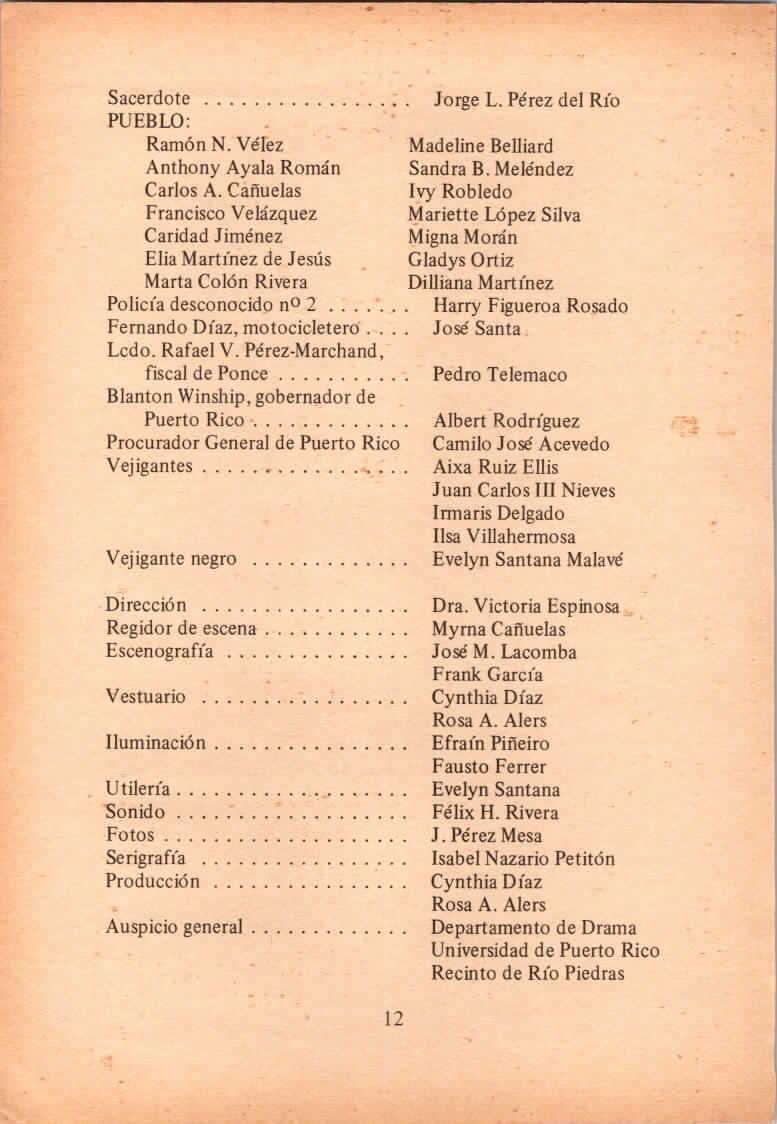 Sacerdote . . . . . . . . . . . . . . . . . Jorge L. Pérez del Río
PUEBLO:
Ramón N. Vélez Madeline Belliard
Anthony Ayala Román Sandra B. Meléndez
Carlos A. Cañuelas Ivy Robledo
Francisco Velázquez Mariette López Silva
Caridad Jiménez Migna Morán
Elia Martínez de Jesús Gladys Ortiz
Marta Colón Rivera Dilliana Martínez
Policía desconocido nº 2 . . . . . . . Harry Figueroa Rosado
Fernando Díaz, motocicletero . . . . José Santa
Lcdo. Rafael V. Pérez-Marchand,
fiscal de Ponce . . . . . . . . . . . Pedro Telemaco
Blanton Winship, gobernador de
Puerto Rico . . . . . . . . . . . . . Albert Rodríguez
Procurador General de Puerto Rico Camilo José Acevedo
Vejigantes . . . . . . . . . . . . . . . . . Aixa Ruiz Ellis
Juan Carlos III Nieves
Irmaris Delgado
Ilsa Villahermosa
Vejigante negro . . . . . . . . . . . . . Evelyn Santana Malavé
Dirección . . . . . . . . . . . . . . . . . Dra. Victoria Espinosa
Regidor de escena . . . . . . . . . . . . Myrna Cañuelas
Escenografía . . . . . . . . . . . . . . . José M. Lacomba
Frank García
Vestuario . . . . . . . . . . . . . . . . . Cynthia Díaz
Rosa A. Alers
Iluminación . . . . . . . . . . . . . . . . Efraín Piñeiro
Fausto Ferrer
Utilería . . . . . . . . . . . . . . . . . . . Evelyn Santana
Sonido . . . . . . . . . . . . . . . . . . . Félix H. Rivera
Fotos . . . . . . . . . . . . . . . . . . . . J. Pérez Mesa
Serigrafía . . . . . . . . . . . . . . . . . Isabel Nazario Petitón
Producción . . . . . . . . . . . . . . . . Cynthia Díaz
Rosa A. Alers
Auspicio general . . . . . . . . . . . . . Departamento de Drama
Universidad de Puerto Rico
Recinto de Río Piedras
12